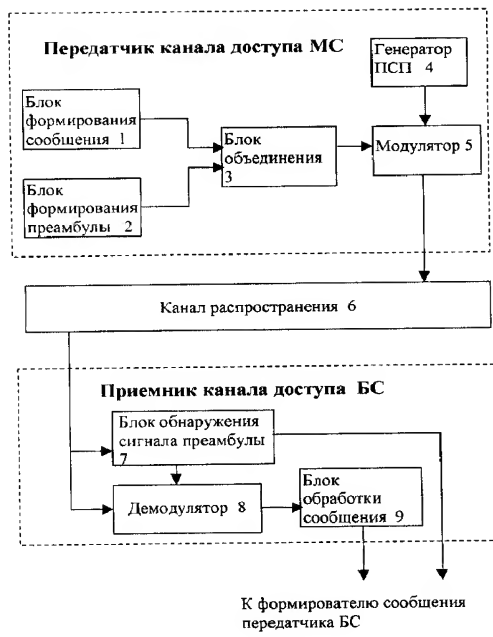 Передатчик канала доступа МС
Генератор
ПСП 4
Блок
формирования
сообщения 1
Блок
объединения
3
Модулятор 5
Блок
формирования
преамбулы 2
Канал распространения 6
Приемник канала доступа БС
Блок обнаружения
сигнала преамбулы
7
Блок
обработки
сообщения 9
Демодулятор 8
К формирователю сообщения
передатчика БС